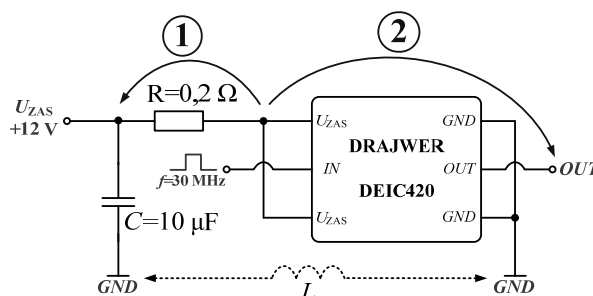 1
2
R=0,2 Ω
U_ZAS
+12 V
U_ZAS
GND
DRAJWER
IN
OUT
OUT
f=30 MHz
DEIC420
C=10 µF
U_ZAS
GND
GND
L
GND